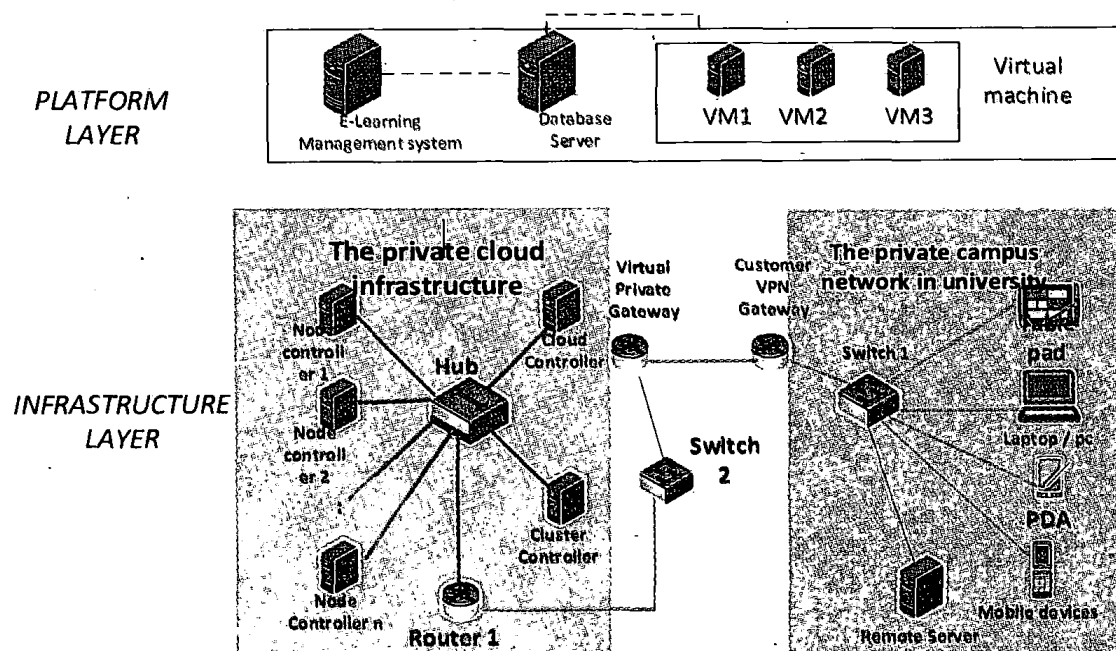 PLATFORM
LAYER
E-Learning
Management system
Database
Server
VM1
VM2
VM3
Virtual
machine
INFRASTRUCTURE
LAYER
The private cloud
infrastructure
Node
controll
er 1
Node
controll
er 2
:
Node
Controller n
Hub
Cloud
Controller
Cluster
Controller
Router 1
Virtual
Private
Gateway
Customer
VPN
Gateway
Switch
2
The private campus
network in university
Switch 1
Table
pad
Laptop / pc
PDA
Mobile devices
Remote Server